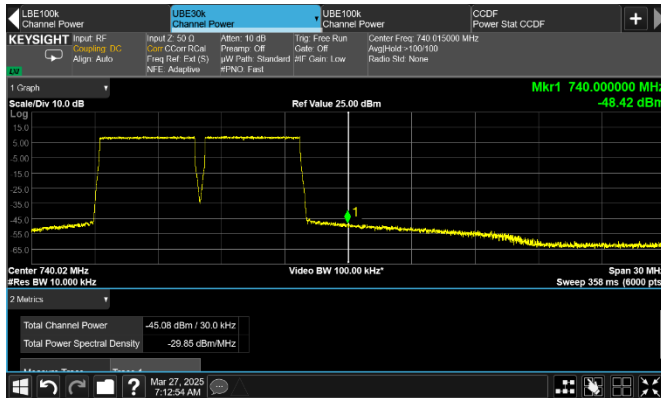 LBE100k
Channel Power
UBE30k
Channel Power
UBE100k
Channel Power
CCDF
Power Stat CCDF
KEYSIGHT
Input: RF
Coupling: DC
Align: Auto
Input Z: 50 Ω
Corr CCorr RCal
Freq Ref: Ext (S)
NFE: Adaptive
Atten: 10 dB
Preamp: Off
µW Path: Standard
#PNO: Fast
Trig: Free Run
Gate: Off
#IF Gain: Low
Center Freq: 740.015000 MHz
Avg|Hold:>100/100
Radio Std: None
1 Graph
Mkr1 740.000000 MHz
Scale/Div 10.0 dB
Ref Value 25.00 dBm
-48.42 dBm
Log
15.0
5.00
-5.00
-15.0
-25.0
-35.0
-45.0
-55.0
-65.0
1
Center 740.02 MHz
Video BW 100.00 kHz*
Span 30 MHz
#Res BW 10.000 kHz
Sweep 358 ms (6000 pts
2 Metrics
Total Channel Power -45.08 dBm / 30.0 kHz
Total Power Spectral Density -29.85 dBm/MHz
Mar 27, 2025
7:12:54 AM